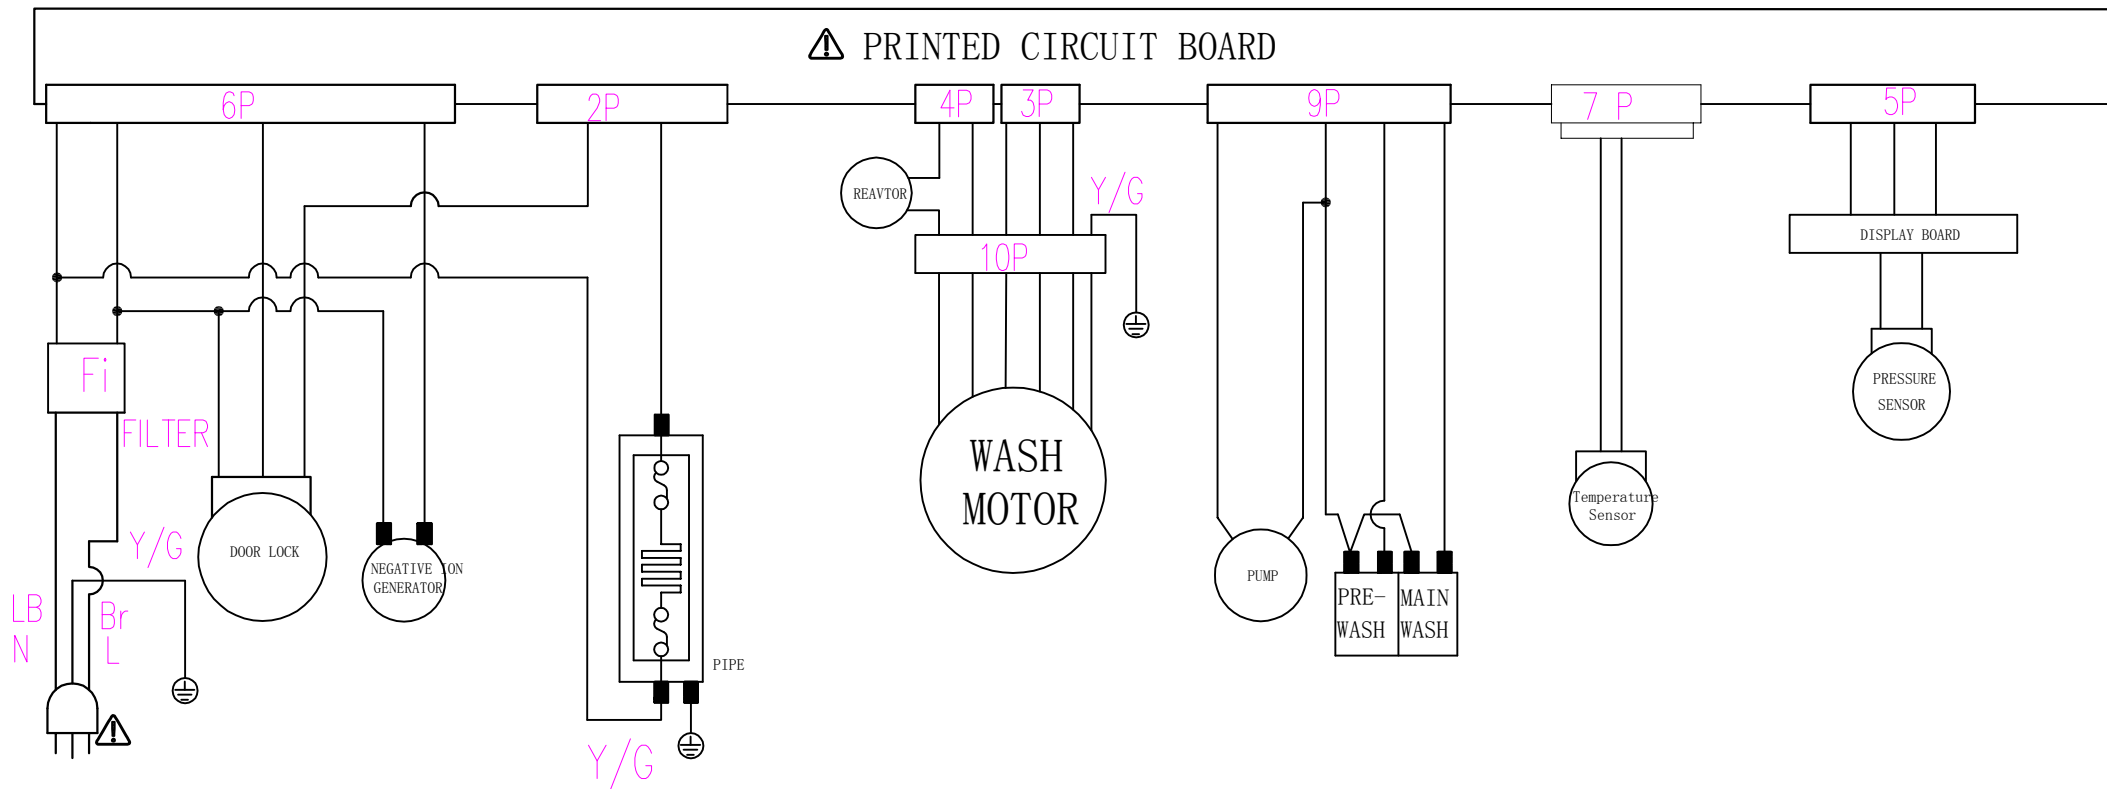 PRINTED CIRCUIT BOARD
6P
2P
4P
3P
9P
7 P
5P
REAVTOR
Y/G
10P
DISPLAY BOARD
Fi
FILTER
PRESSURE
SENSOR
WASH
MOTOR
Temperature
Sensor
Y/G
DOOR LOCK
NEGATIVE ION
GENERATOR
PUMP
PRE-
WASH
MAIN
WASH
LB
N
Br
L
PIPE
Y/G